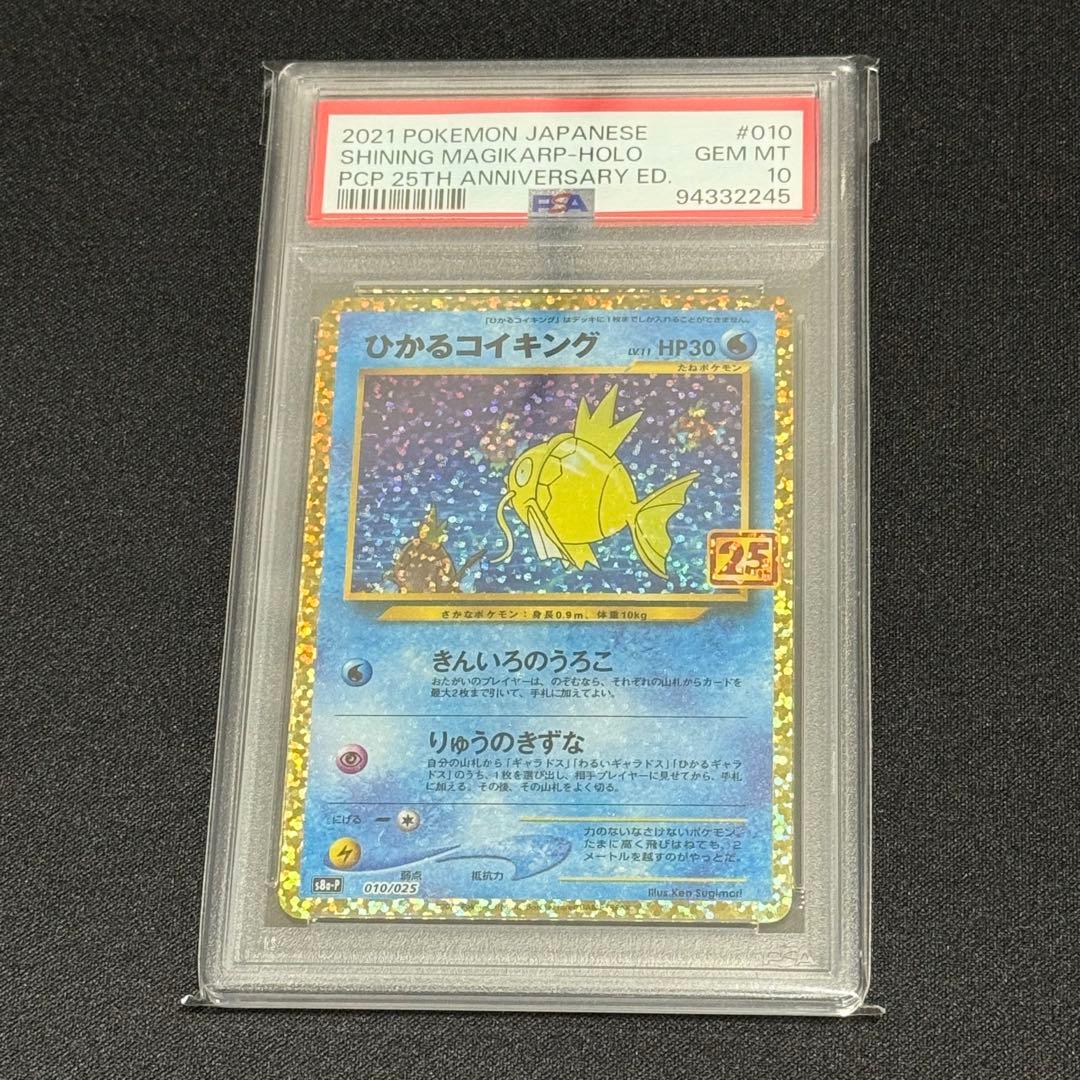 2021 POKEMON JAPANESE #010
SHINING MAGIKARP-HOLO GEM MT
PCP 25TH ANNIVERSARY ED. 10
PSA 94332245
「ひかるコイキング」はデッキに1枚までしか入れることができません。
ひかるコイキング LV.11 HP30
たねポケモン
25
さかなポケモン：身長0.9m、体重10kg
きんいろのうろこ
おたがいのプレイヤーは、のぞむなら、それぞれの山札からカードを
最大2枚まで引いて、手札に加えてよい。
りゅうのきずな
自分の山札から「ギャラドス」「わるいギャラドス」「ひかるギャラ
ドス」のうち、1枚を選び出し、相手プレイヤーに見せてから、手札
に加える。その後、その山札をよく切る。
にげる
力のないなさけないポケモン。
たまに高く飛びはねても、2
メートルを越すのがやっとだ。
弱点 抵抗力
s8a-P 010/025
Illus.Ken Sugimori
PSA